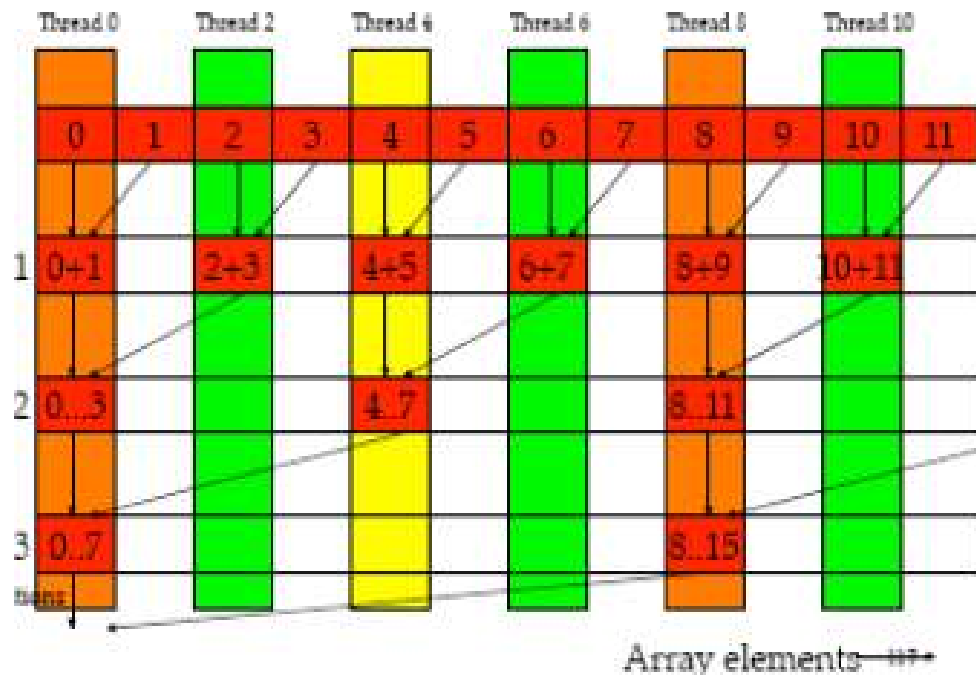 Thread 0 Thread 2 Thread 4 Thread 6 Thread 8 Thread 10
0 1 2 3 4 5 6 7 8 9 10 11
1 0+1 2+3 4+5 6+7 8+9 10+11
2 0...3 4..7 8..11
3 0..7 8..15
Array elements